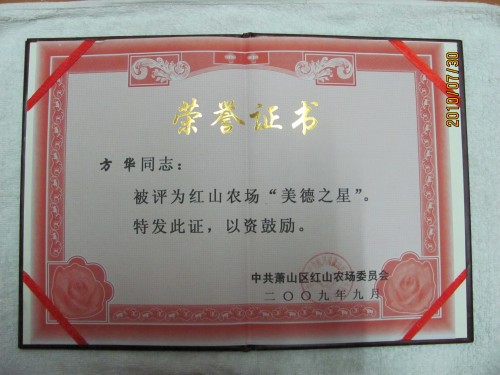 荣誉证书
方 华同志：
被评为红山农场“美德之星”。
特发此证，以资鼓励。
中共萧山区红山农场委员会
二〇〇九年九月
2010/07/30